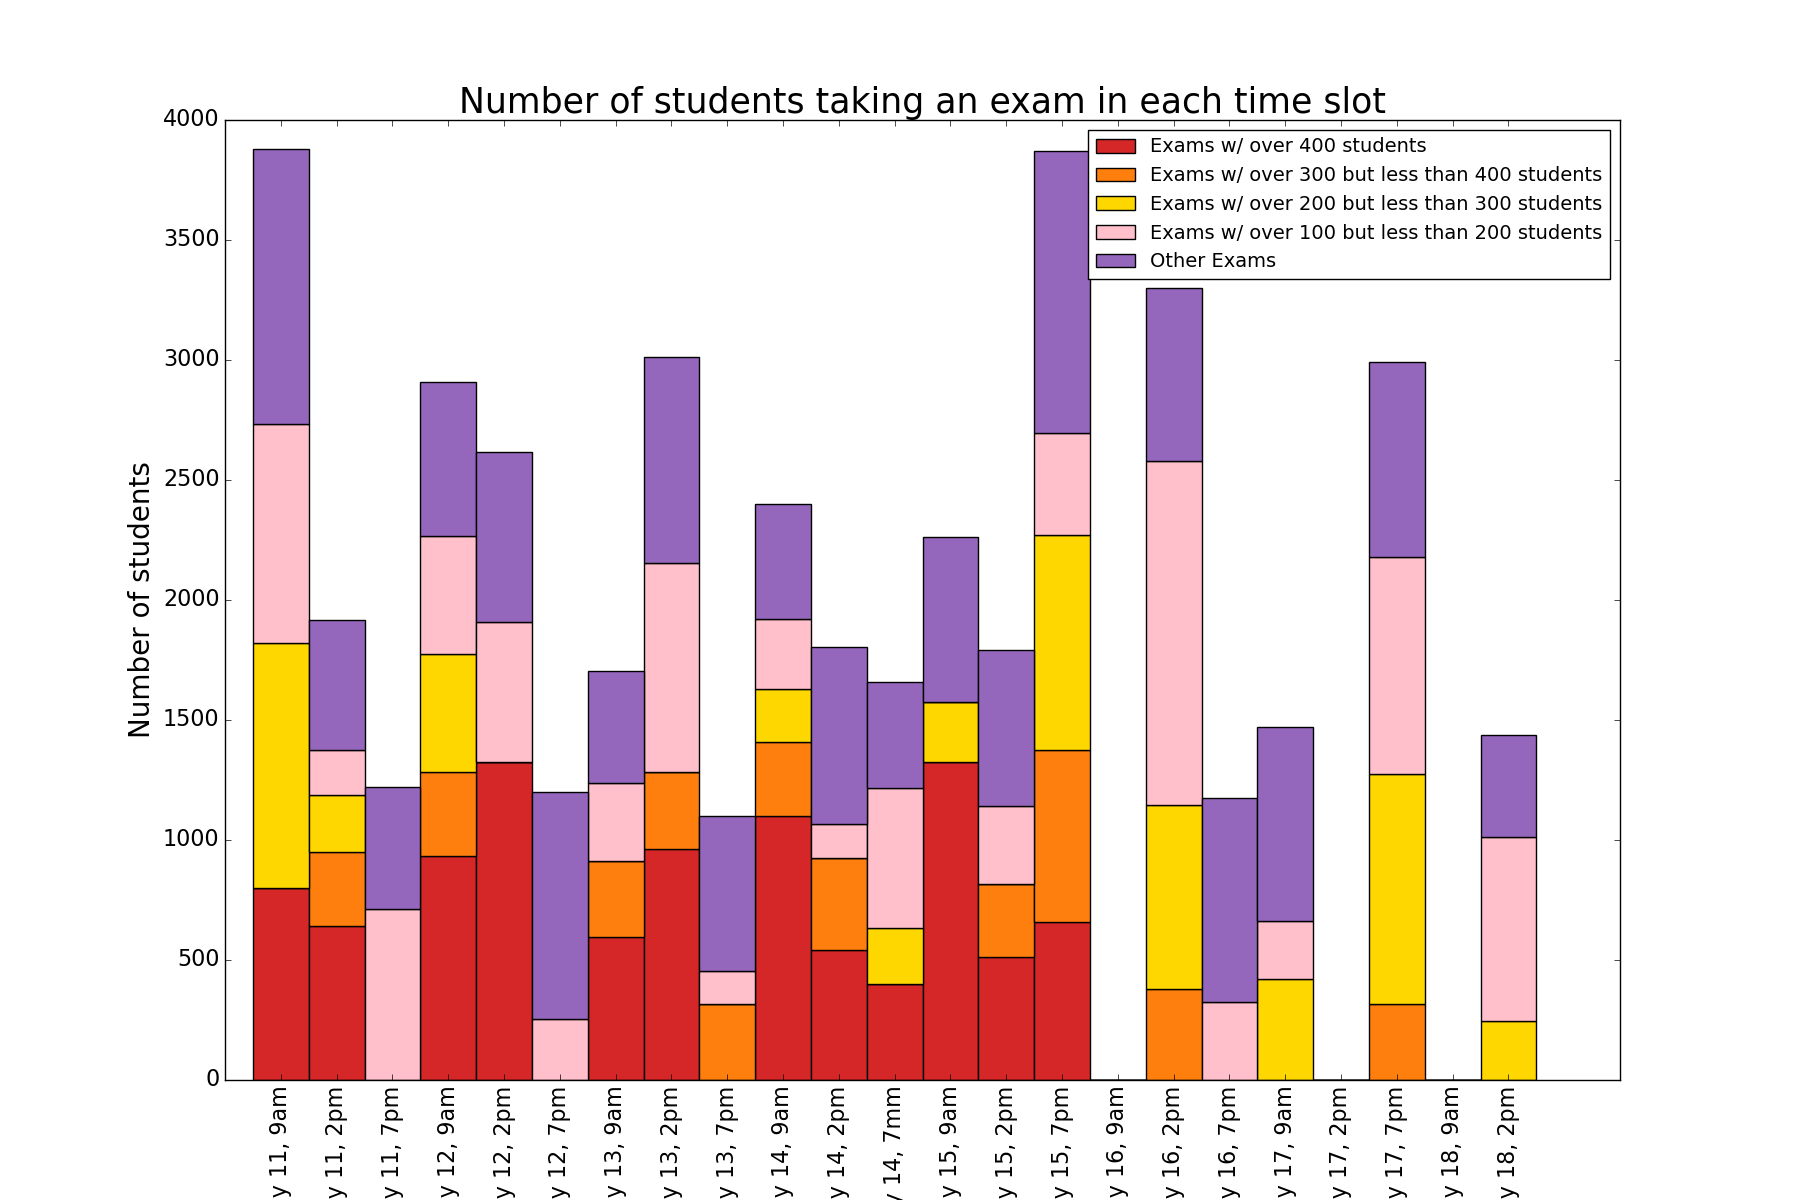 Number of students taking an exam in each time slot
Exams w/ over 400 students
Exams w/ over 300 but less than 400 students
Exams w/ over 200 but less than 300 students
Exams w/ over 100 but less than 200 students
Other Exams
Number of students
4000
3500
3000
2500
2000
1500
1000
500
0
y 11, 9am
y 11, 2pm
y 11, 7pm
y 12, 9am
y 12, 2pm
y 12, 7pm
y 13, 9am
y 13, 2pm
y 13, 7pm
y 14, 9am
y 14, 2pm
y 14, 7mm
y 15, 9am
y 15, 2pm
y 15, 7pm
y 16, 9am
y 16, 2pm
y 16, 7pm
y 17, 9am
y 17, 2pm
y 17, 7pm
y 18, 9am
y 18, 2pm